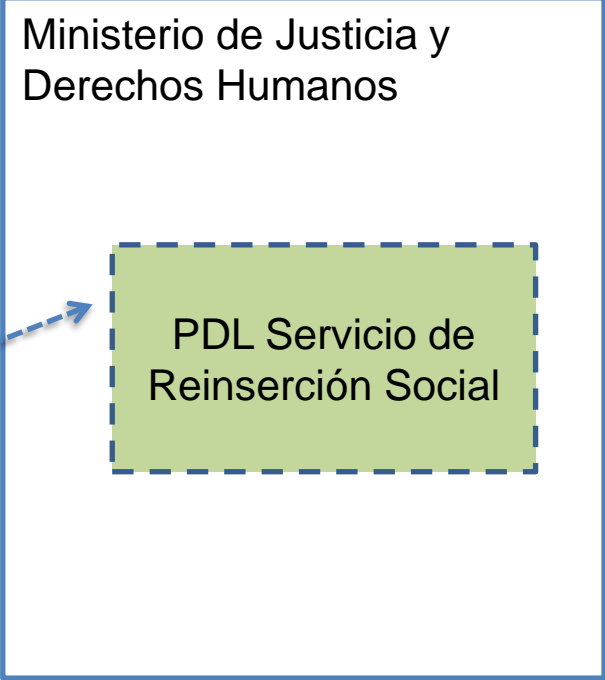 Ministerio de Justicia y
Derechos Humanos
PDL Servicio de
Reinserción Social